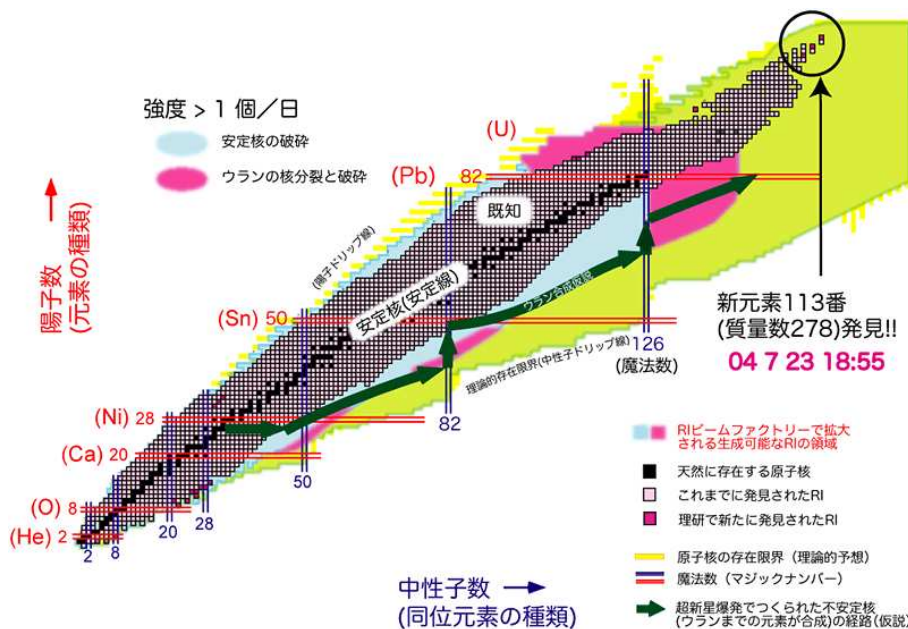 強度 > 1 個／日
安定核の破砕
ウランの核分裂と破砕
(U)
(Pb) 82
既知
(陽子ドリップ線)
陽子数
(元素の種類)
安定核(安定線)
ウラン合成仮説
(Sn) 50
理論的存在限界(中性子ドリップ線)
126
(魔法数)
新元素113番
(質量数278)発見!!
04 7 23 18:55
(Ni) 28
82
(Ca) 20
50
(O) 8
28
20
(He) 2
8
2
中性子数
(同位元素の種類)
RIビームファクトリーで拡大
される生成可能なRIの領域
天然に存在する原子核
これまでに発見されたRI
理研で新たに発見されたRI
原子核の存在限界（理論的予想）
魔法数（マジックナンバー）
超新星爆発でつくられた不安定核
(ウランまでの元素が合成)の経路(仮説)